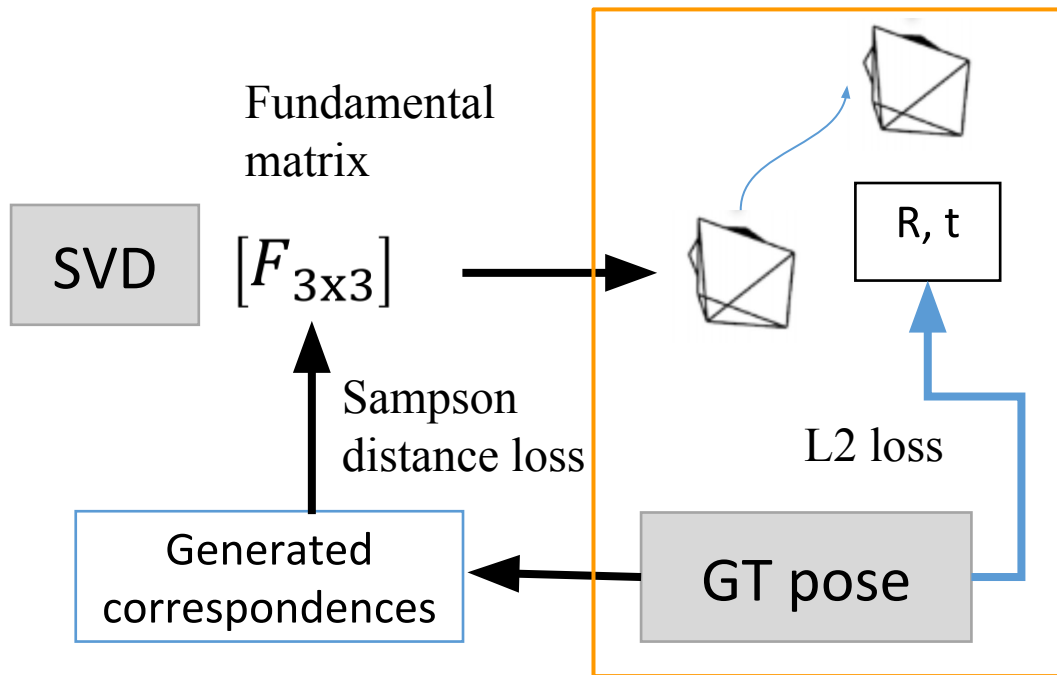 Fundamental
matrix
SVD
[F3x3]
R, t
Sampson
distance loss
L2 loss
Generated
correspondences
GT pose